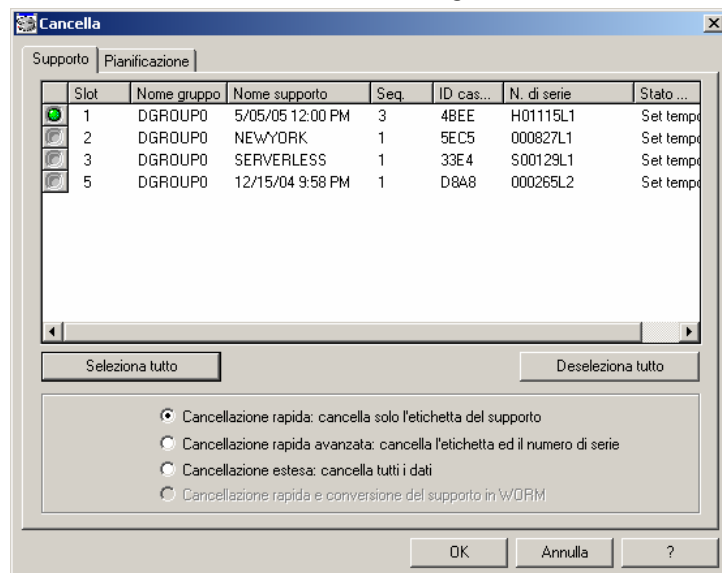 Cancella
Supporto Pianificazione
Slot Nome gruppo Nome supporto Seq. ID cas... N. di serie Stato ...
1 DGROUP0 5/05/05 12:00 PM 3 4BEE H01115L1 Set tempo
2 DGROUP0 NEWYORK 1 5EC5 000827L1 Set tempo
3 DGROUP0 SERVERLESS 1 33E4 S00129L1 Set tempo
5 DGROUP0 12/15/04 9:58 PM 1 D8A8 000265L2 Set tempo
Seleziona tutto Deseleziona tutto
Cancellazione rapida: cancella solo l'etichetta del supporto
Cancellazione rapida avanzata: cancella l'etichetta ed il numero di serie
Cancellazione estesa: cancella tutti i dati
Cancellazione rapida e conversione del supporto in WORM
OK Annulla ?